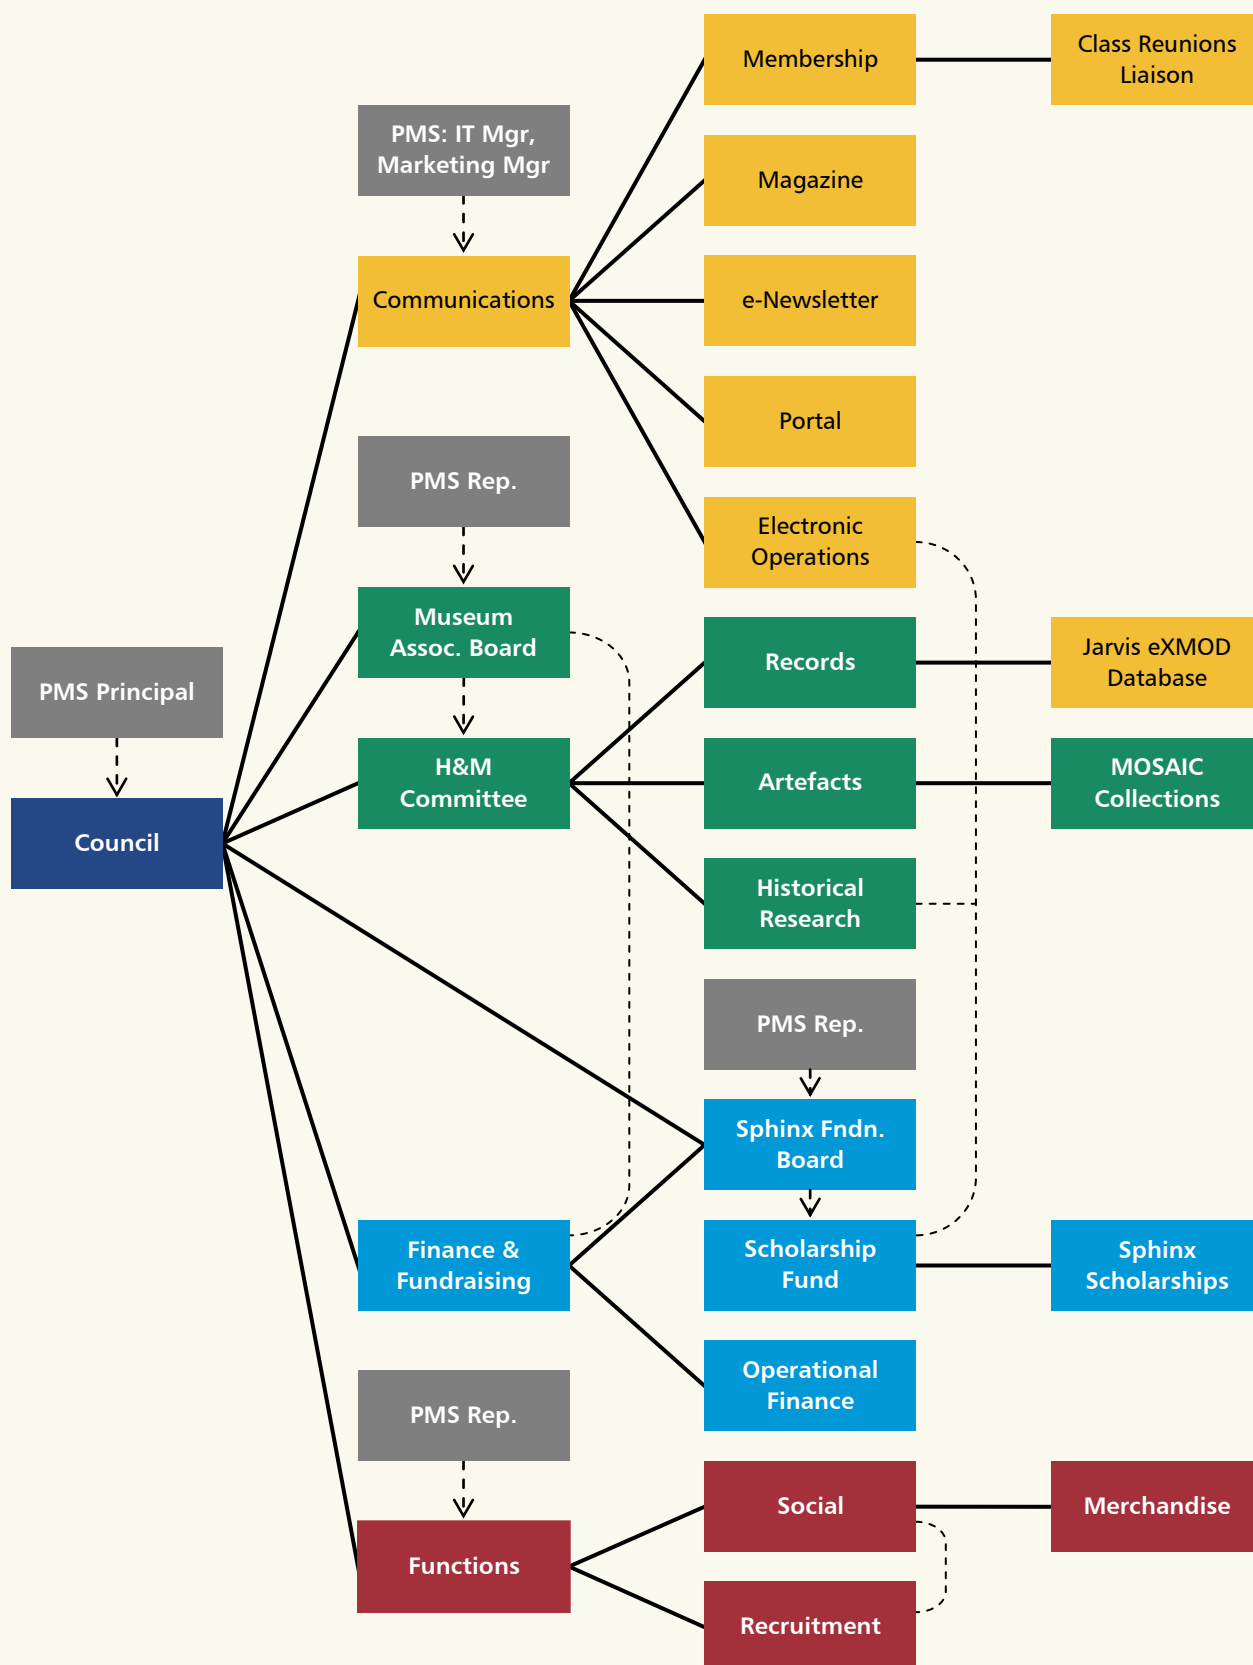 Membership
Class Reunions
Liaison
PMS: IT Mgr,
Marketing Mgr
Magazine
Communications
e-Newsletter
Portal
PMS Rep.
Electronic
Operations
Museum
Assoc. Board
Records
Jarvis eXMOD
Database
PMS Principal
H&M
Committee
Artefacts
MOSAIC
Collections
Council
Historical
Research
PMS Rep.
Sphinx Fndn.
Board
Finance &
Fundraising
Scholarship
Fund
Sphinx
Scholarships
Operational
Finance
PMS Rep.
Social
Merchandise
Functions
Recruitment